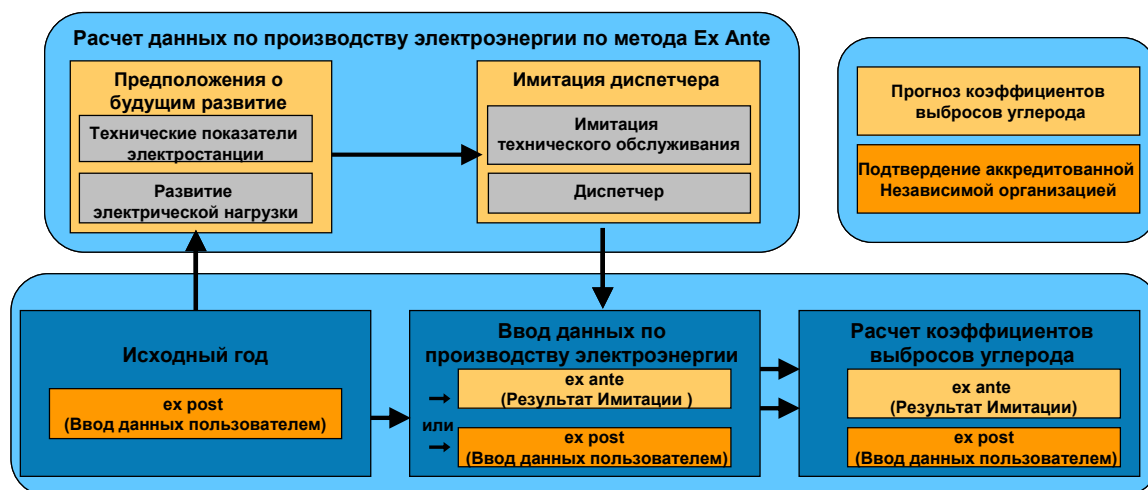 Расчет данных по производству электроэнергии по метода Ex Ante
Предположения о
будущим развитие
Технические показатели
электростанции
Развитие
электрической нагрузки
Имитация диспетчера
Имитация
технического обслуживания
Диспетчер
Прогноз коэффициентов
выбросов углерода
Подтвердение аккредитованной
Независимой организацией
Исходный год
ex post
(Ввод данных пользователем)
Ввод данных по
производству электроэнергии
ex ante
(Результат Имитации )
или
ex post
(Ввод данных пользователем)
Расчет коэффициентов
выбросов углерода
ex ante
(Результат Имитации)
ex post
(Ввод данных пользователем)